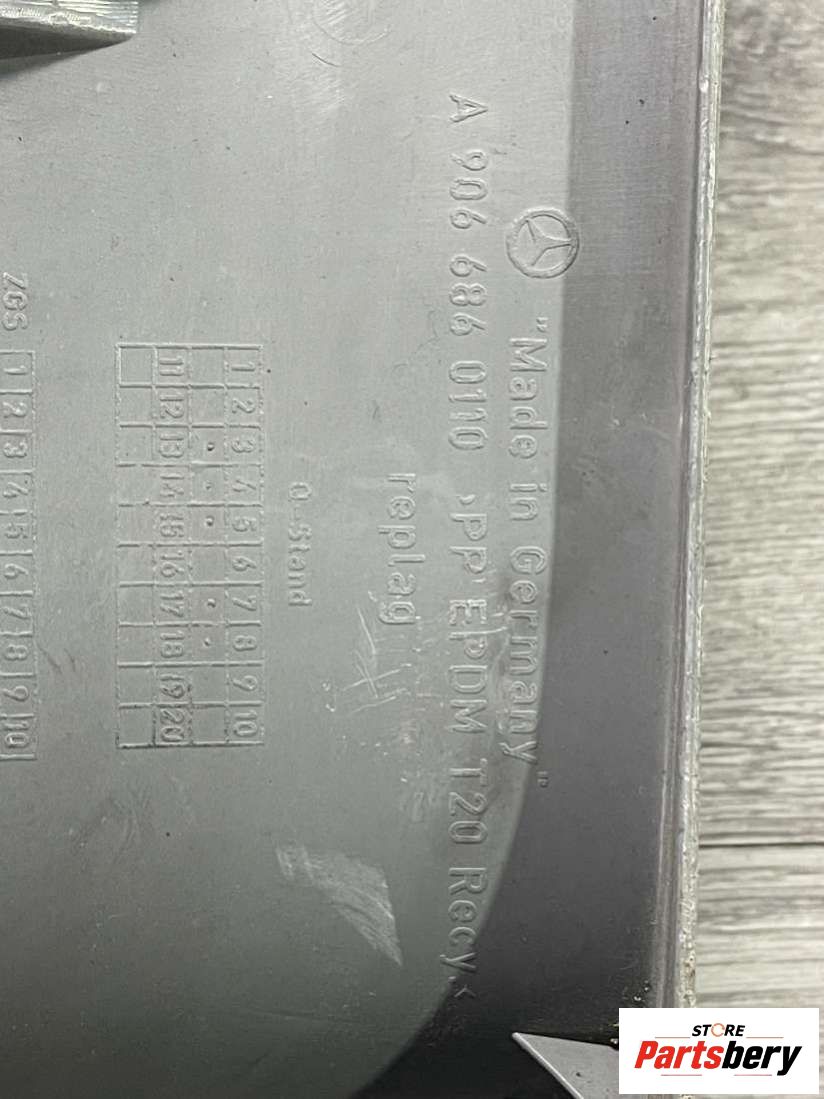 "Made in Germany"
A 906 686 0110 >PP EPDM T20 Recy<
replag
Q-Stand
1 2 3 4 5 6 7 8 9 10
11 12 13 14 15 16 17 18 19 20
ZGS 1 2 3 4 5 6 7 8 9 10
STORE
Partsbery